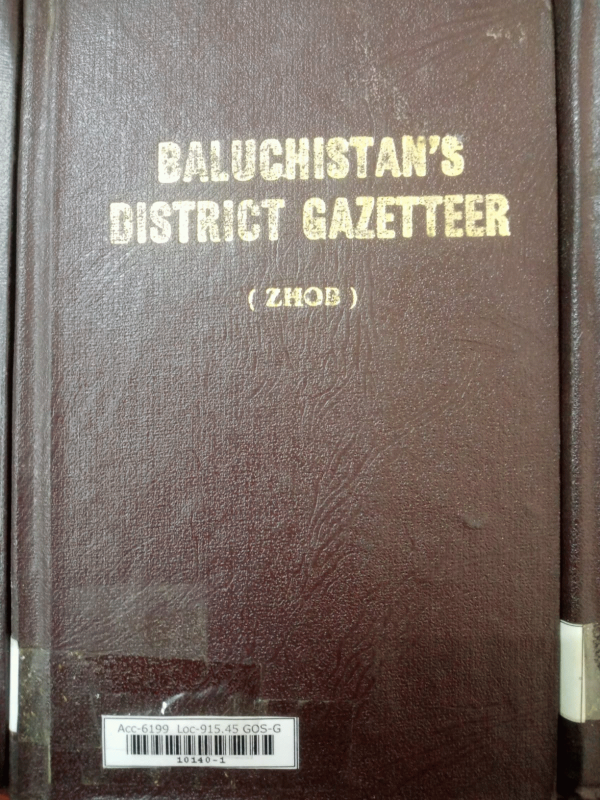 BALUCHISTAN'S
DISTRICT GAZETTEER
( ZHOB )
Acc-6199 Loc-915.45 GOS-G
10140-1